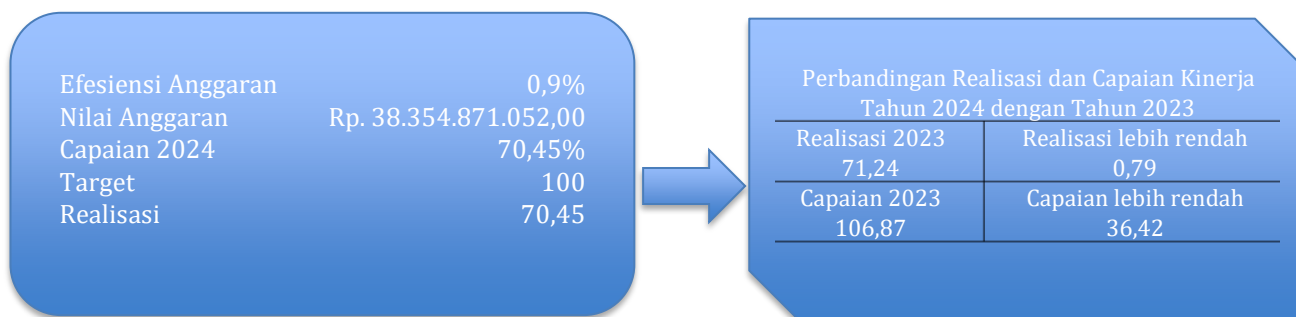 Efesiensi Anggaran 0,9%
Nilai Anggaran Rp. 38.354.871.052,00
Capaian 2024 70,45%
Target 100
Realisasi 70,45
Perbandingan Realisasi dan Capaian Kinerja
Tahun 2024 dengan Tahun 2023
Realisasi 2023 Realisasi lebih rendah
71,24 0,79
Capaian 2023 Capaian lebih rendah
106,87 36,42